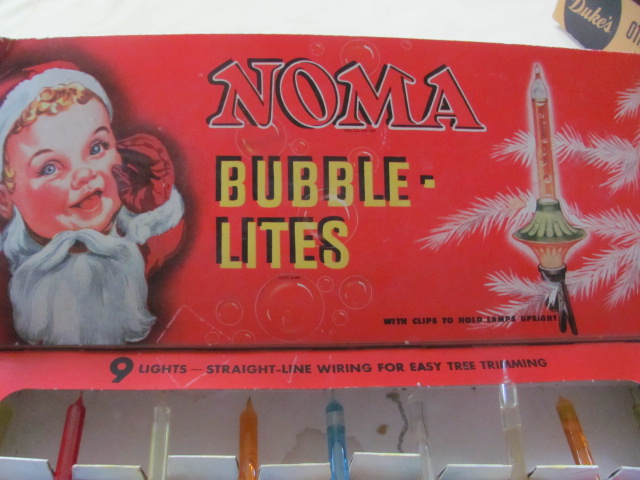 Duke's
NOMA
BUBBLE-
LITES
WITH CLIPS TO HOLD LAMPS UPRIGHT
9 LIGHTS — STRAIGHT-LINE WIRING FOR EASY TREE TRIMMING